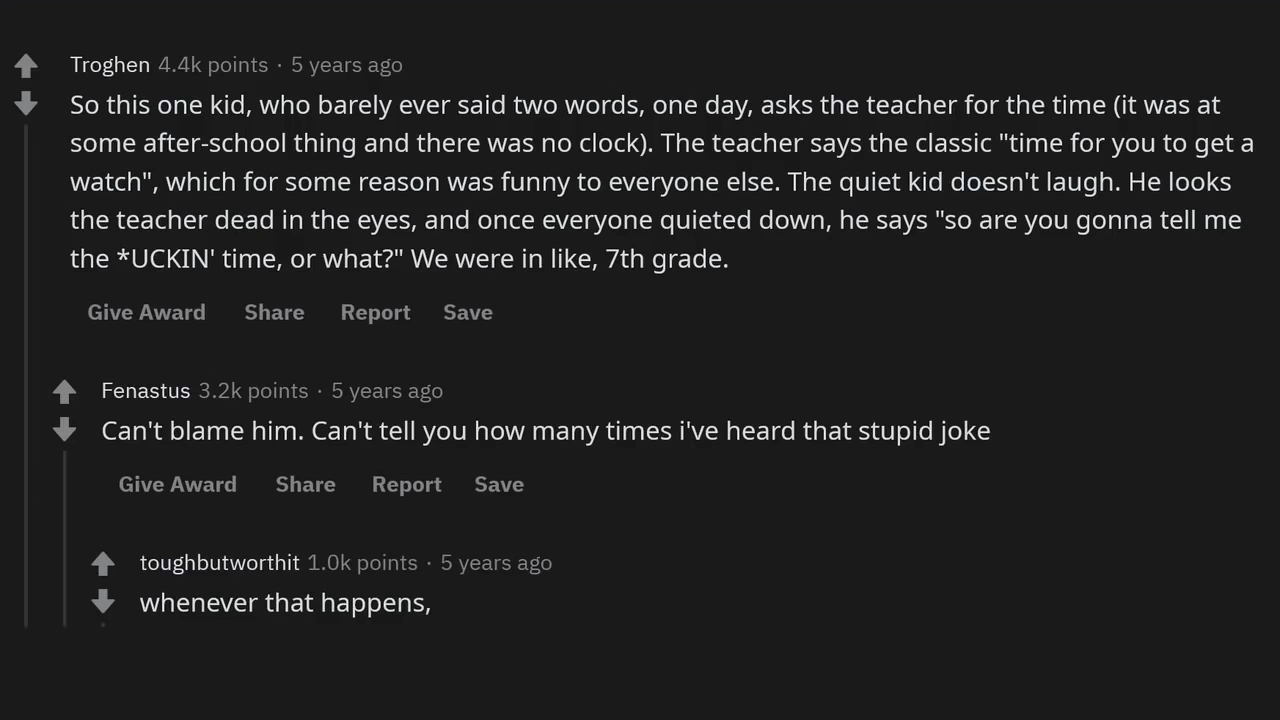 Troghen 4.4k points · 5 years ago
So this one kid, who barely ever said two words, one day, asks the teacher for the time (it was at
some after-school thing and there was no clock). The teacher says the classic "time for you to get a
watch", which for some reason was funny to everyone else. The quiet kid doesn't laugh. He looks
the teacher dead in the eyes, and once everyone quieted down, he says "so are you gonna tell me
the *UCKIN' time, or what?" We were in like, 7th grade.
Give Award Share Report Save
Fenastus 3.2k points · 5 years ago
Can't blame him. Can't tell you how many times i've heard that stupid joke
Give Award Share Report Save
toughbutworthit 1.0k points · 5 years ago
whenever that happens,